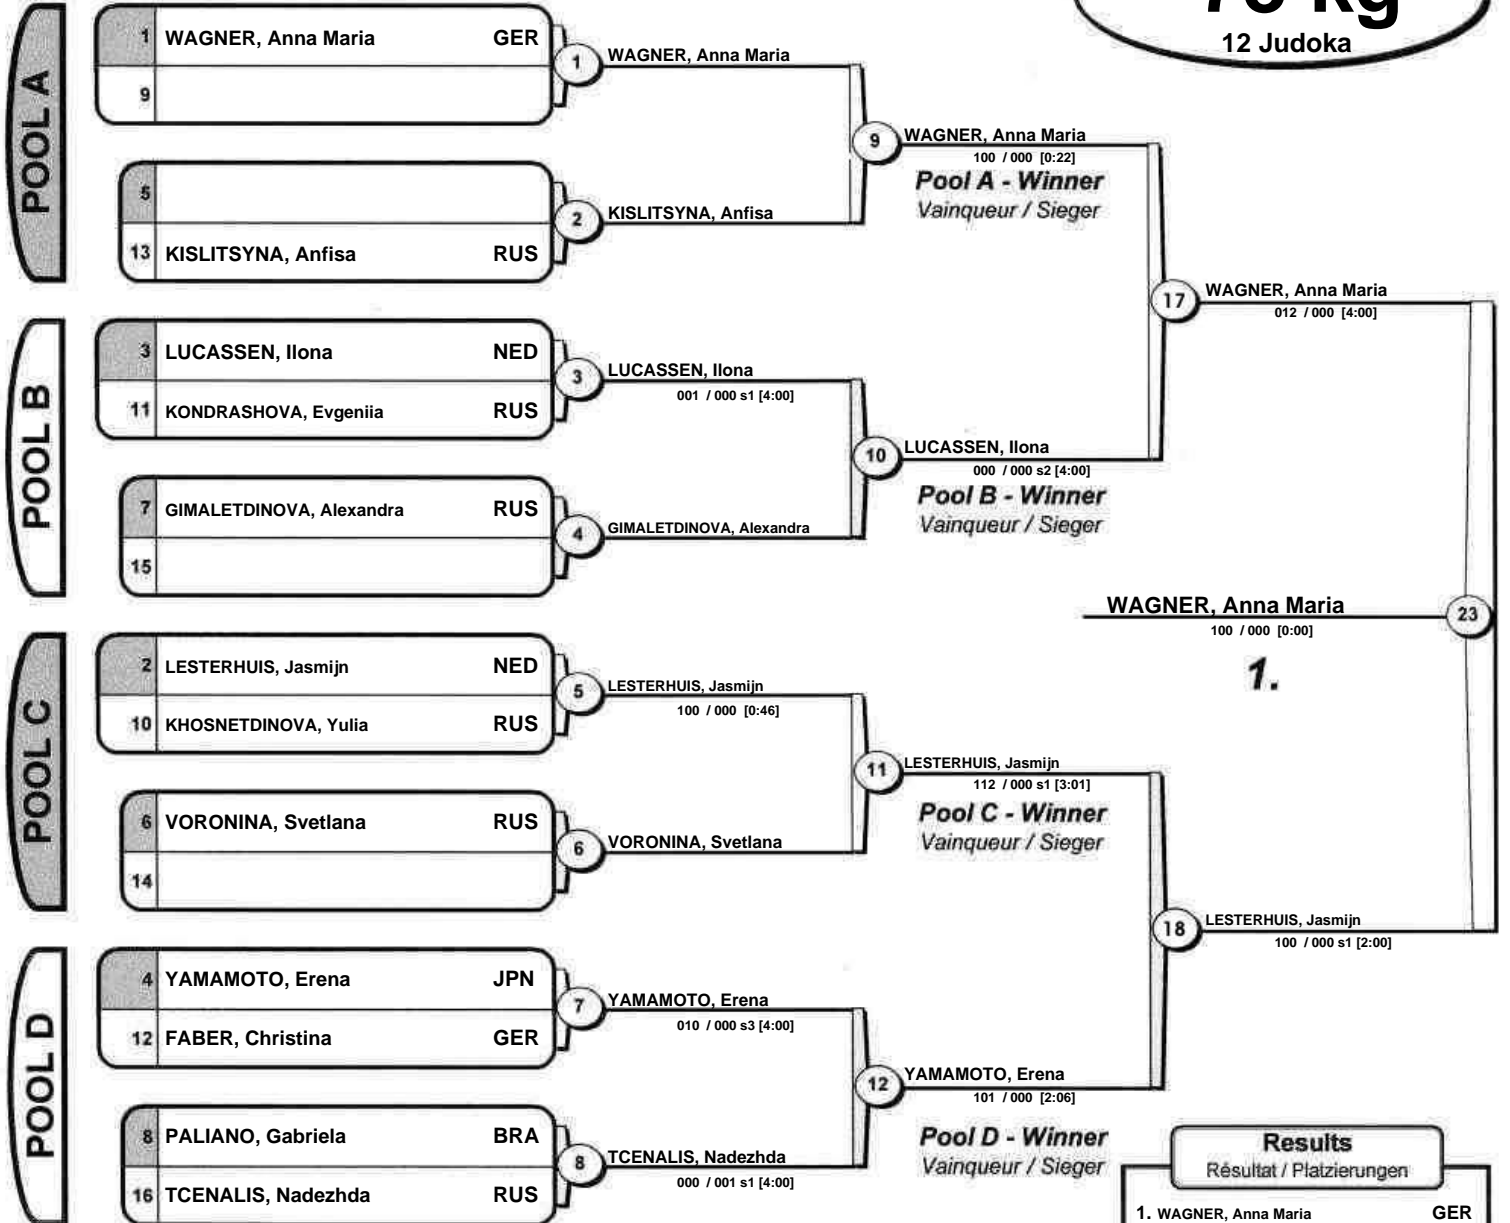 12 Judoka
POOL A
1 WAGNER, Anna Maria GER
9
1
WAGNER, Anna Maria
5
13 KISLITSYNA, Anfisa RUS
2
KISLITSYNA, Anfisa
9
WAGNER, Anna Maria
100 / 000 [0:22]
Pool A - Winner
Vainqueur / Sieger
POOL B
3 LUCASSEN, Ilona NED
11 KONDRASHOVA, Evgeniia RUS
3
LUCASSEN, Ilona
001 / 000 s1 [4:00]
7 GIMALETDINOVA, Alexandra RUS
15
4
GIMALETDINOVA, Alexandra
10
LUCASSEN, Ilona
000 / 000 s2 [4:00]
Pool B - Winner
Vainqueur / Sieger
17
WAGNER, Anna Maria
012 / 000 [4:00]
WAGNER, Anna Maria
100 / 000 [0:00]
1.
23
POOL C
2 LESTERHUIS, Jasmijn NED
10 KHOSNETDINOVA, Yulia RUS
5
LESTERHUIS, Jasmijn
100 / 000 [0:46]
6 VORONINA, Svetlana RUS
14
6
VORONINA, Svetlana
11
LESTERHUIS, Jasmijn
112 / 000 s1 [3:01]
Pool C - Winner
Vainqueur / Sieger
18
LESTERHUIS, Jasmijn
100 / 000 s1 [2:00]
POOL D
4 YAMAMOTO, Erena JPN
12 FABER, Christina GER
7
YAMAMOTO, Erena
010 / 000 s3 [4:00]
8 PALIANO, Gabriela BRA
16 TCENALIS, Nadezhda RUS
8
TCENALIS, Nadezhda
000 / 001 s1 [4:00]
12
YAMAMOTO, Erena
101 / 000 [2:06]
Pool D - Winner
Vainqueur / Sieger
Results
Résultat / Platzierungen
1. WAGNER, Anna Maria GER